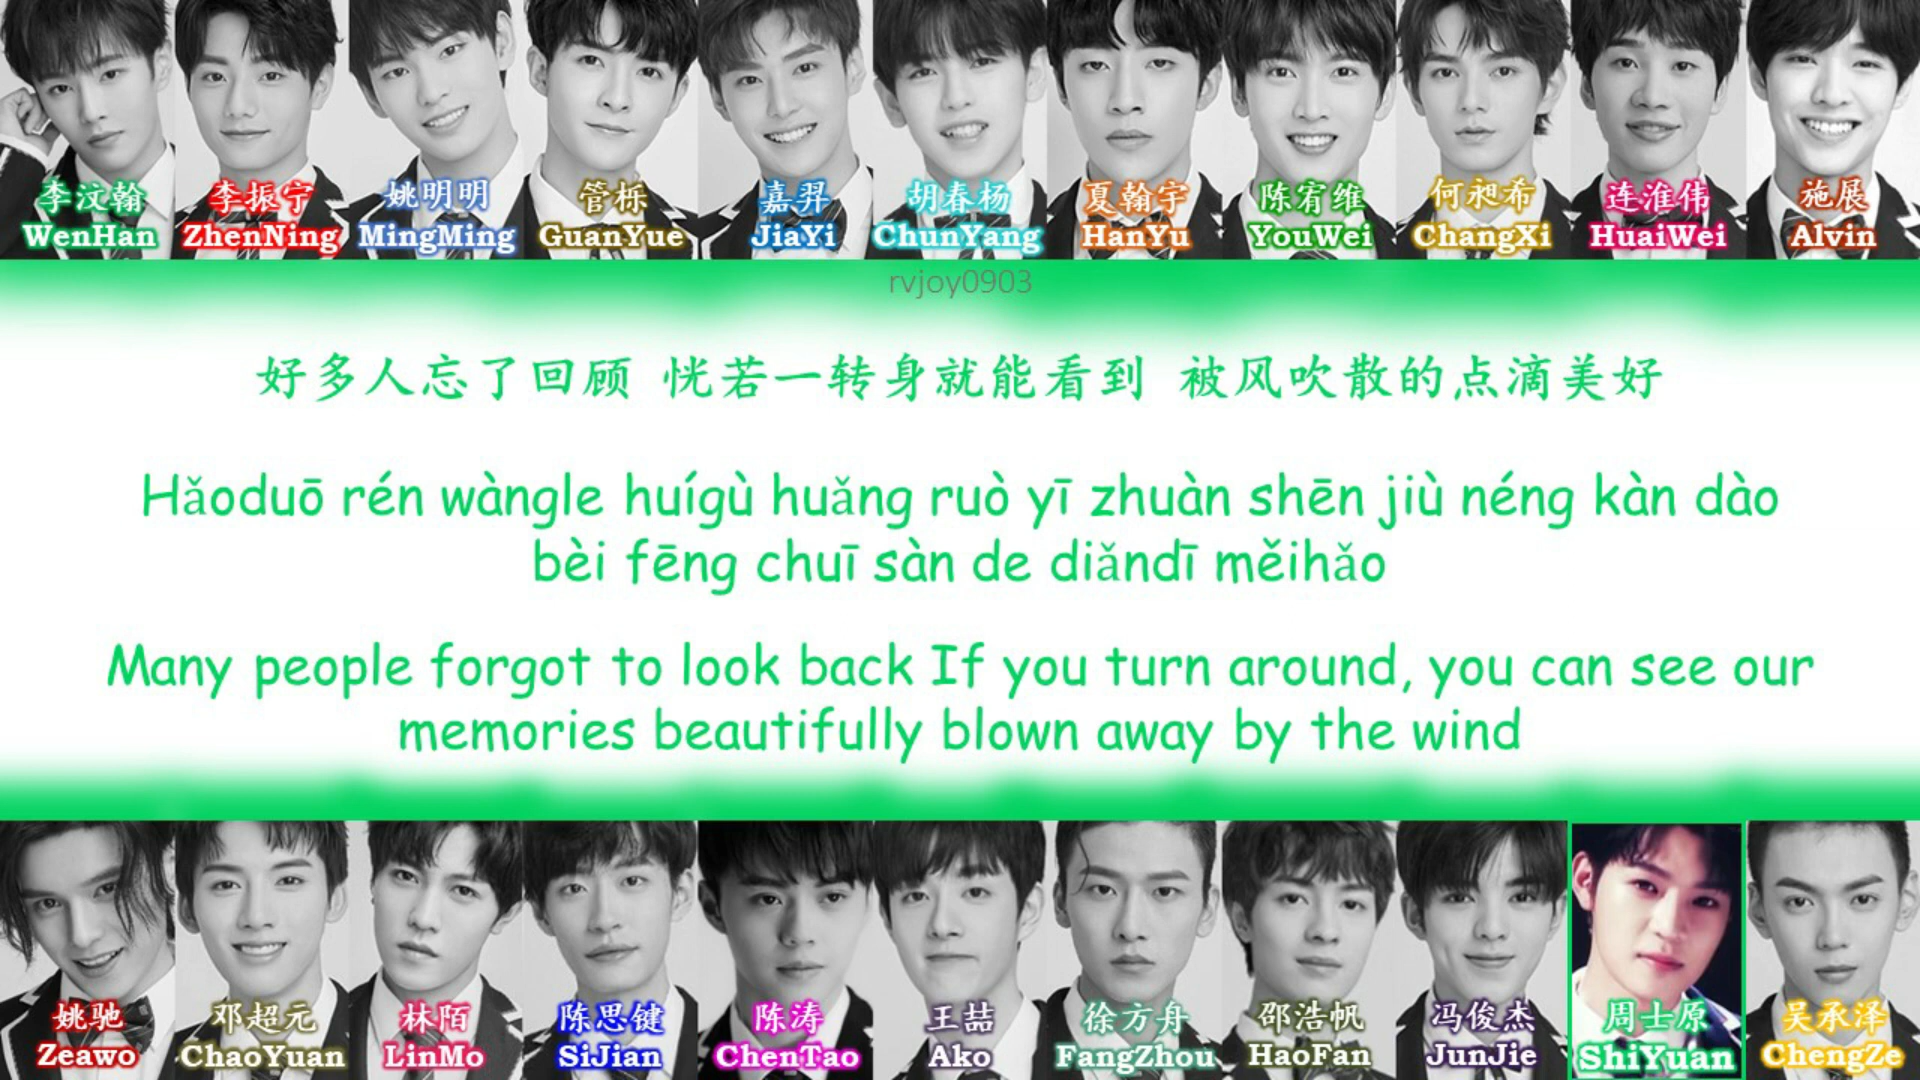 李汶翰 李振宁 姚明明 管栎 嘉羿 胡春杨 夏翰宇 陈宥维 何昶希 连淮伟 施展
WenHan ZhenNing MingMing GuanYue JiaYi ChunYang HanYu YouWei ChangXi HuaiWei Alvin
rvjoy0903
好多人忘了回顾 恍若一转身就能看到 被风吹散的点滴美好
Hǎoduō rén wàngle huígù huǎng ruò yī zhuàn shēn jiù néng kàn dào
bèi fēng chuī sàn de diǎndī měihǎo
Many people forgot to look back If you turn around, you can see our
memories beautifully blown away by the wind
姚驰 邓超元 林陌 陈思键 陈涛 王喆 徐方舟 邵浩帆 冯俊杰 周士原 吴承泽
Zeawo ChaoYuan LinMo SiJian ChenTao Ako FangZhou HaoFan JunJie ShiYuan ChengZe